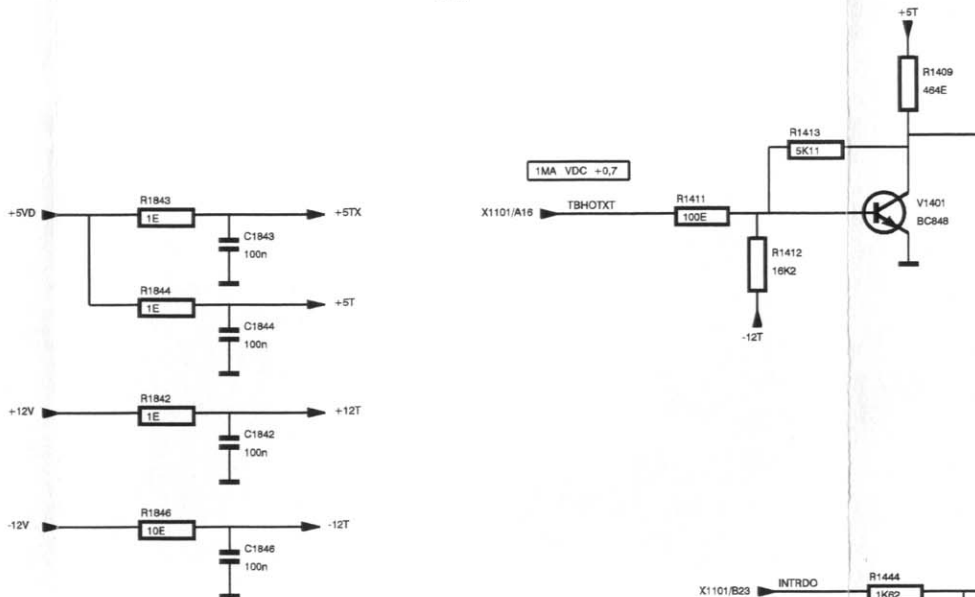 +5T
R1409
464E
R1413
5K11
1MA VDC +0,7
R1843
+5VD
1E
+5TX
C1843
100n
X1101/A16
TBHOTXT
R1411
100E
V1401
BC848
R1412
16K2
R1844
1E
+5T
C1844
100n
-12T
R1842
+12V
1E
+12T
C1842
100n
R1846
-12V
10E
-12T
C1846
100n
X1101/B23
INTRDO
R1444
1K62